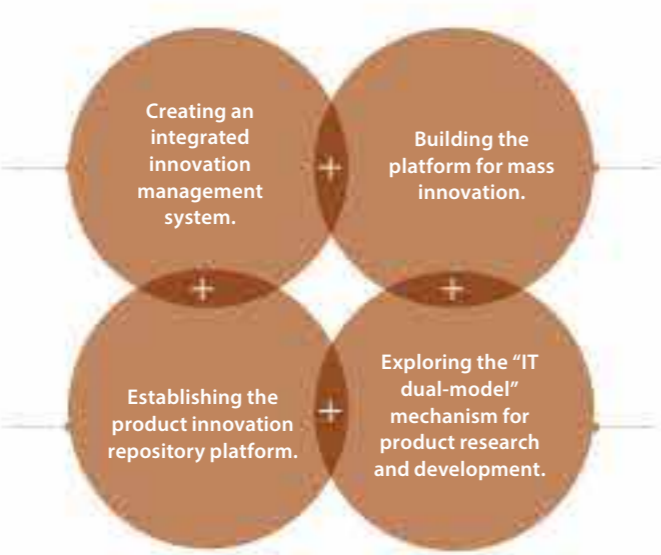 Creating an
integrated
innovation
management
system.
Building the
platform for mass
innovation.
Establishing the
product innovation
repository platform.
Exploring the “IT
dual-model”
mechanism for
product research
and development.